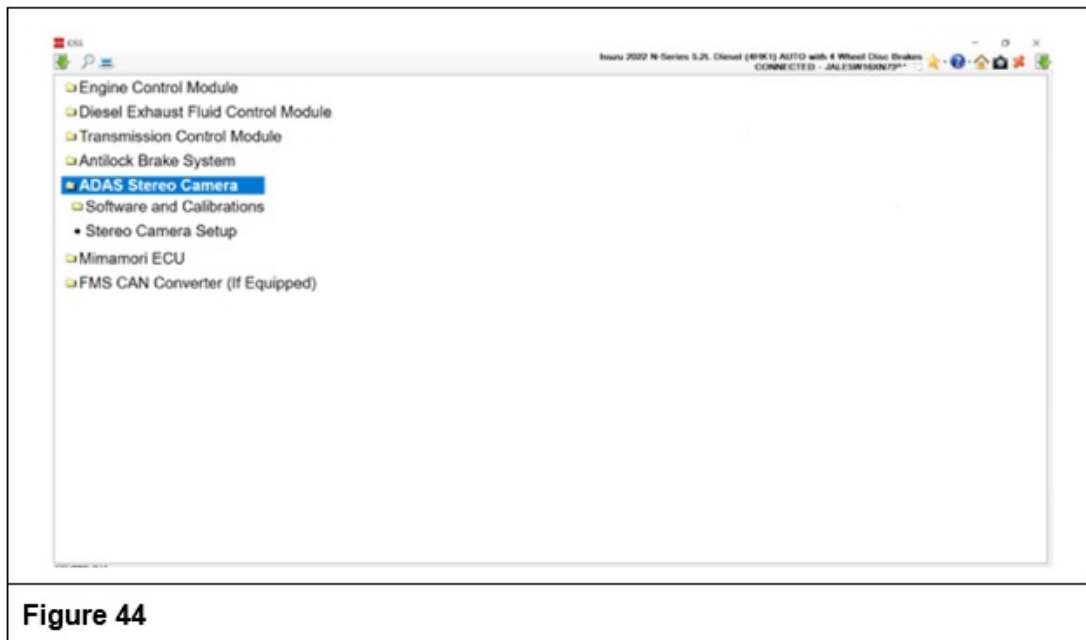 IDSS
Isuzu 2022 N-Series 5.2L Diesel (4HK1) AUTO with 4 Wheel Disc Brakes
CONNECTED -
Engine Control Module
Diesel Exhaust Fluid Control Module
Transmission Control Module
Antilock Brake System
ADAS Stereo Camera
Software and Calibrations
Stereo Camera Setup
Mimamori ECU
FMS CAN Converter (If Equipped)
Figure 44